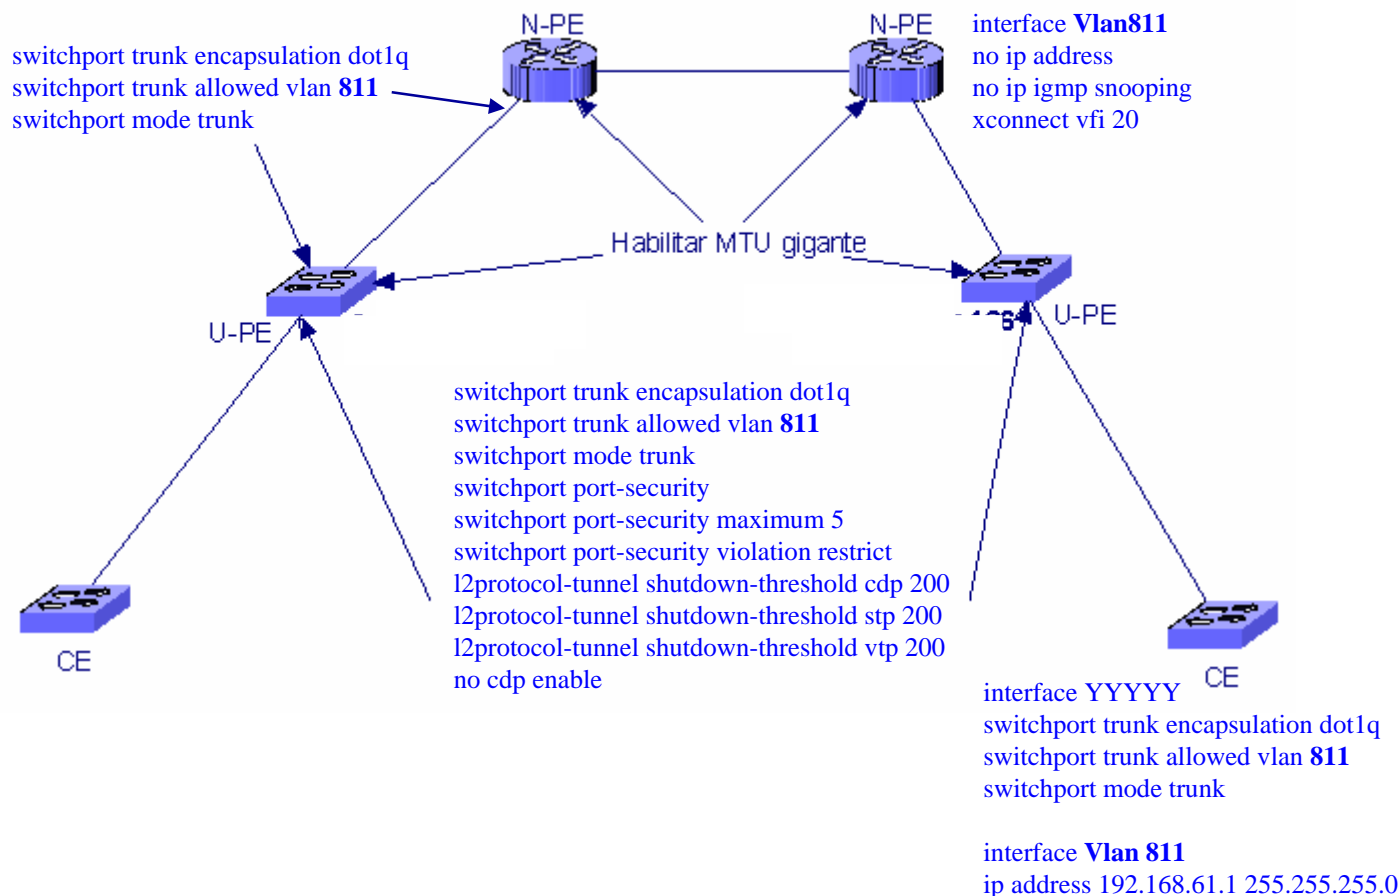 N-PE
N-PE
interface Vlan811
no ip address
no ip igmp snooping
xconnect vfi 20
switchport trunk encapsulation dot1q
switchport trunk allowed vlan 811
switchport mode trunk
Habilitar MTU gigante
U-PE
U-PE
switchport trunk encapsulation dot1q
switchport trunk allowed vlan 811
switchport mode trunk
switchport port-security
switchport port-security maximum 5
switchport port-security violation restrict
l2protocol-tunnel shutdown-threshold cdp 200
l2protocol-tunnel shutdown-threshold stp 200
l2protocol-tunnel shutdown-threshold vtp 200
no cdp enable
CE
CE
interface YYYYY
switchport trunk encapsulation dot1q
switchport trunk allowed vlan 811
switchport mode trunk
interface Vlan 811
ip address 192.168.61.1 255.255.255.0